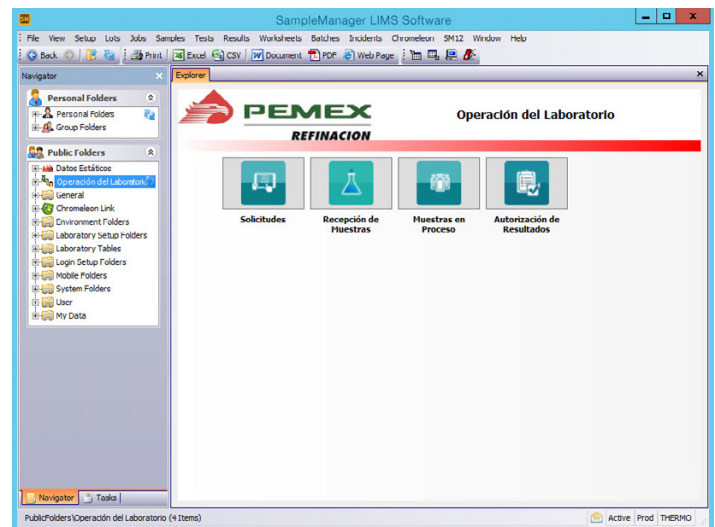 SM
SampleManager LIMS Software
File View Setup Lots Jobs Samples Tests Results Worksheets Batches Incidents Chromeleon SM12 Window Help
Back Print Excel CSV Document PDF Web Page
Navigator
Explorer
Personal Folders
Personal Folders
Group Folders
Public Folders
Datos Estáticos
Operación del Laboratorio
General
Chromeleon Link
Environment Folders
Laboratory Setup Folders
Laboratory Tables
Login Setup Folders
Mobile Folders
System Folders
User
My Data
PEMEX
REFINACION
Operación del Laboratorio
Solicitudes
Recepción de
Muestras
Muestras en
Proceso
Autorización de
Resultados
Navigator Tasks
PublicFolders\Operación del Laboratorio (4 Items)
Active Prod THERMO